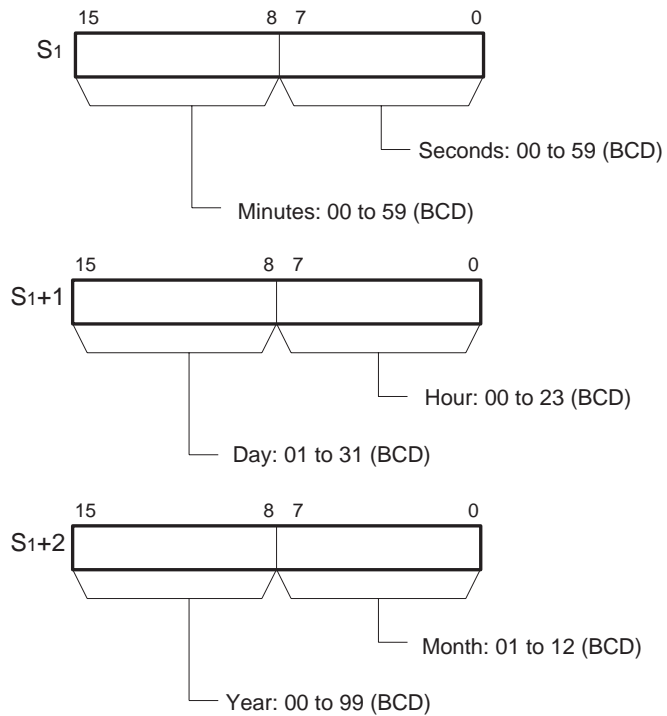 15 8 7 0
S1
Seconds: 00 to 59 (BCD)
Minutes: 00 to 59 (BCD)
15 8 7 0
S1+1
Hour: 00 to 23 (BCD)
Day: 01 to 31 (BCD)
15 8 7 0
S1+2
Month: 01 to 12 (BCD)
Year: 00 to 99 (BCD)